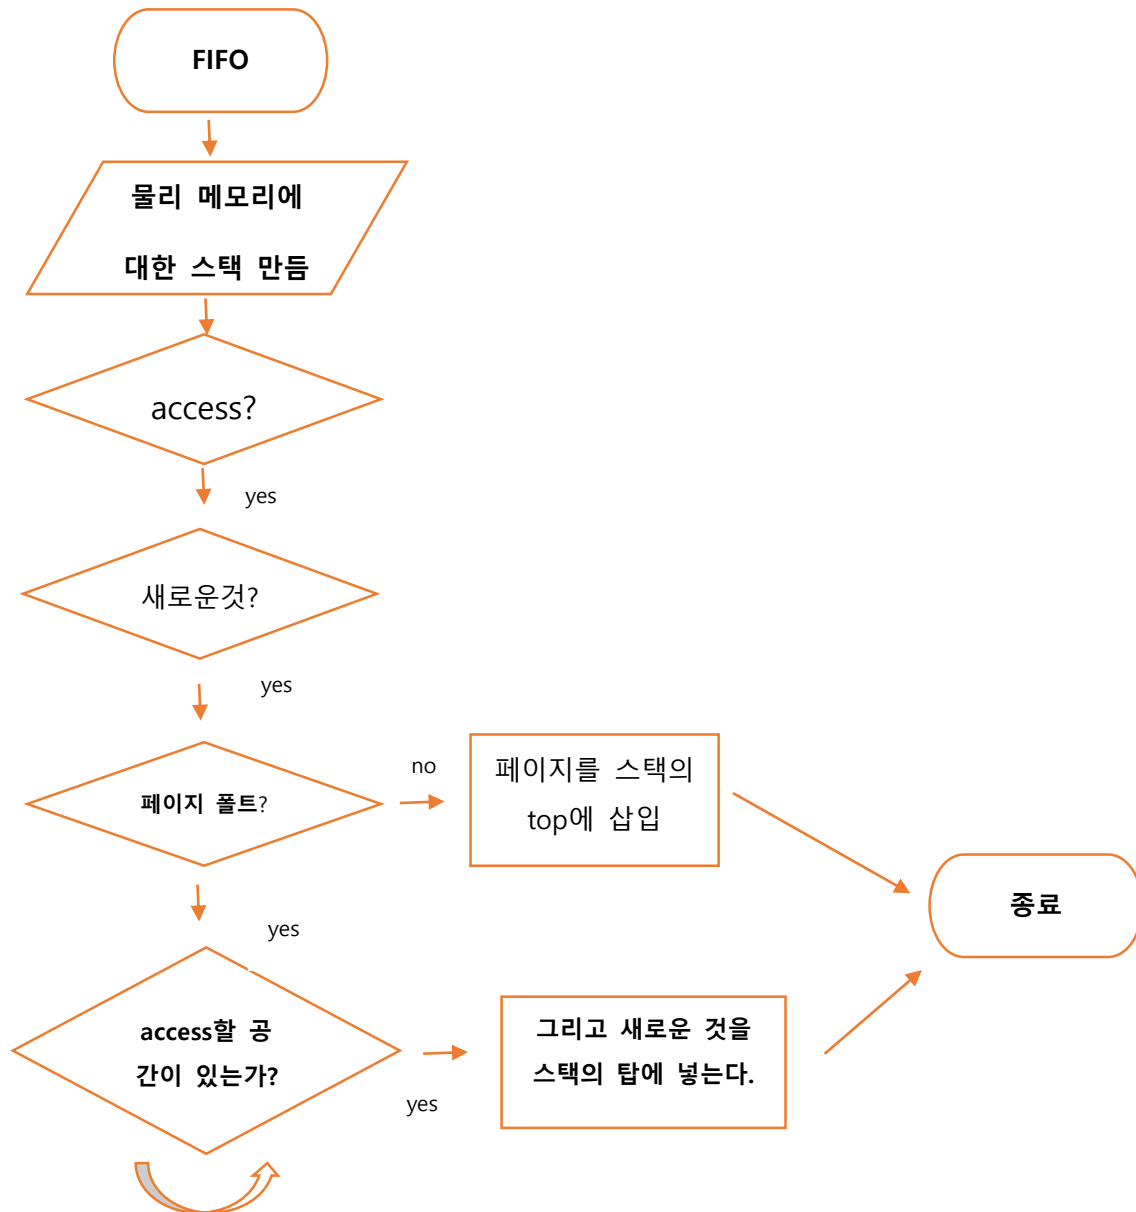 FIFO
물리 메모리에
대한 스택 만듬
access?
yes
새로운것?
yes
페이지 폴트?
no
페이지를 스택의
top에 삽입
종료
yes
access할 공
간이 있는가?
yes
그리고 새로운 것을
스택의 탑에 넣는다.